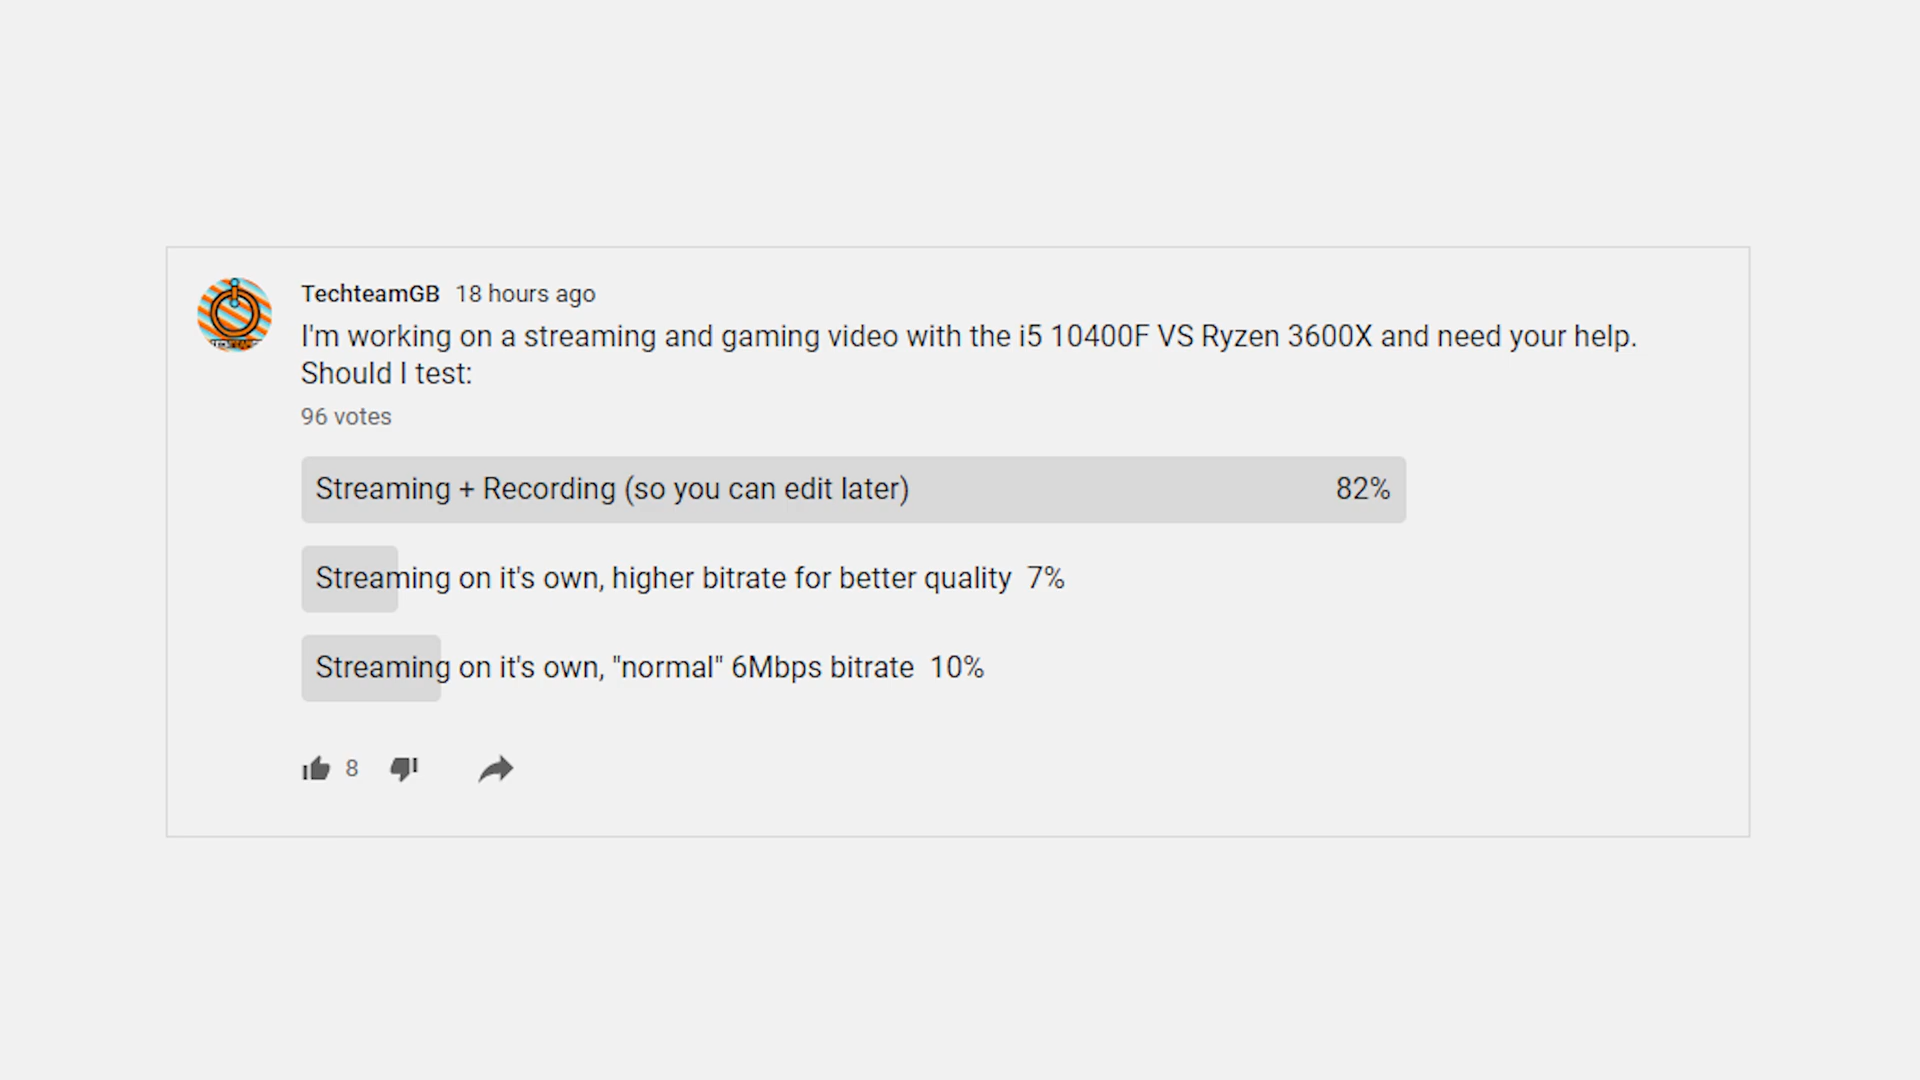 TechteamGB 18 hours ago
I'm working on a streaming and gaming video with the i5 10400F VS Ryzen 3600X and need your help.
Should I test:
96 votes
Streaming + Recording (so you can edit later) 82%
Streaming on it's own, higher bitrate for better quality 7%
Streaming on it's own, "normal" 6Mbps bitrate 10%
8